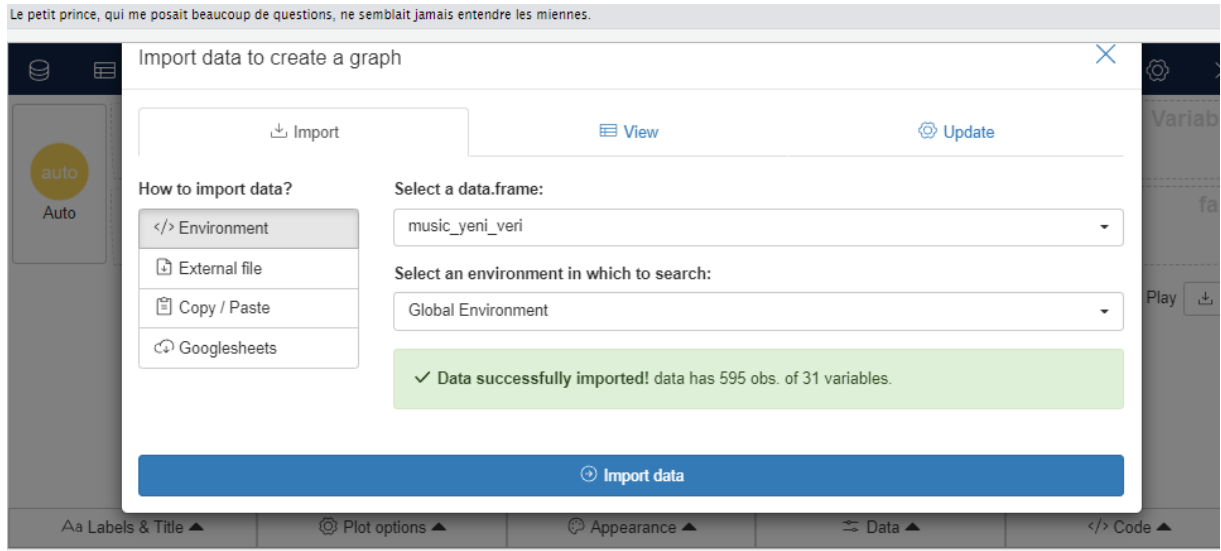 Le petit prince, qui me posait beaucoup de questions, ne semblait jamais entendre les miennes.
Import data to create a graph
Import
View
Update
auto
Auto
How to import data?
</> Environment
External file
Copy / Paste
Googlesheets
Select a data.frame:
music_yeni_veri
Select an environment in which to search:
Global Environment
Data successfully imported! data has 595 obs. of 31 variables.
Import data
Variab
fa
Play
Aa Labels & Title
Plot options
Appearance
Data
</> Code